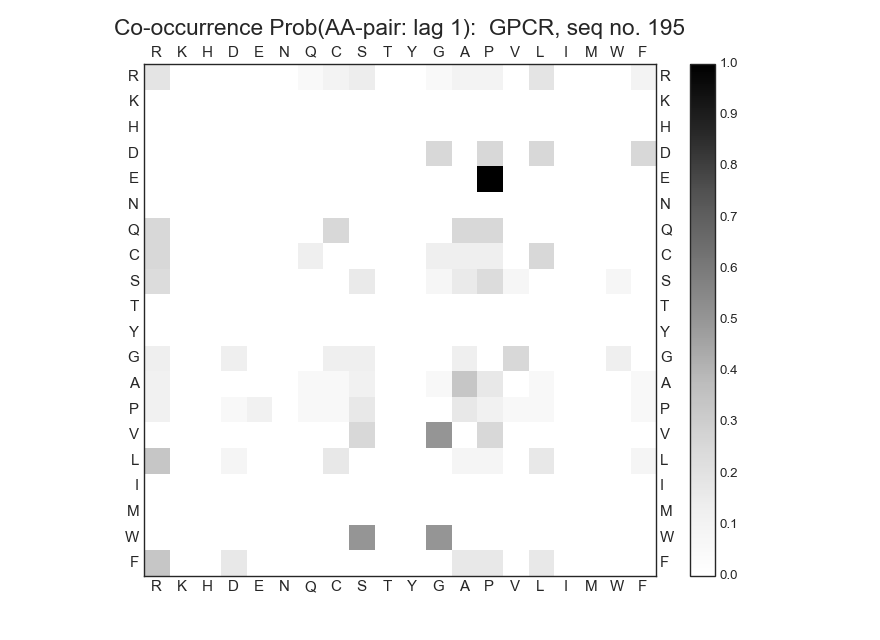 Co-occurrence Prob(AA-pair: lag 1):  GPCR, seq no. 195
R K H D E N Q C S T Y G A P V L I M W F
1.0
R R
K K
0.9
H H
D D
0.8
E E
0.7
N N
Q Q
0.6
C C
S S
0.5
T T
Y Y
0.4
G G
A A
0.3
P P
V V
0.2
L L
I I
0.1
M M
W W
F F
0.0
R K H D E N Q C S T Y G A P V L I M W F